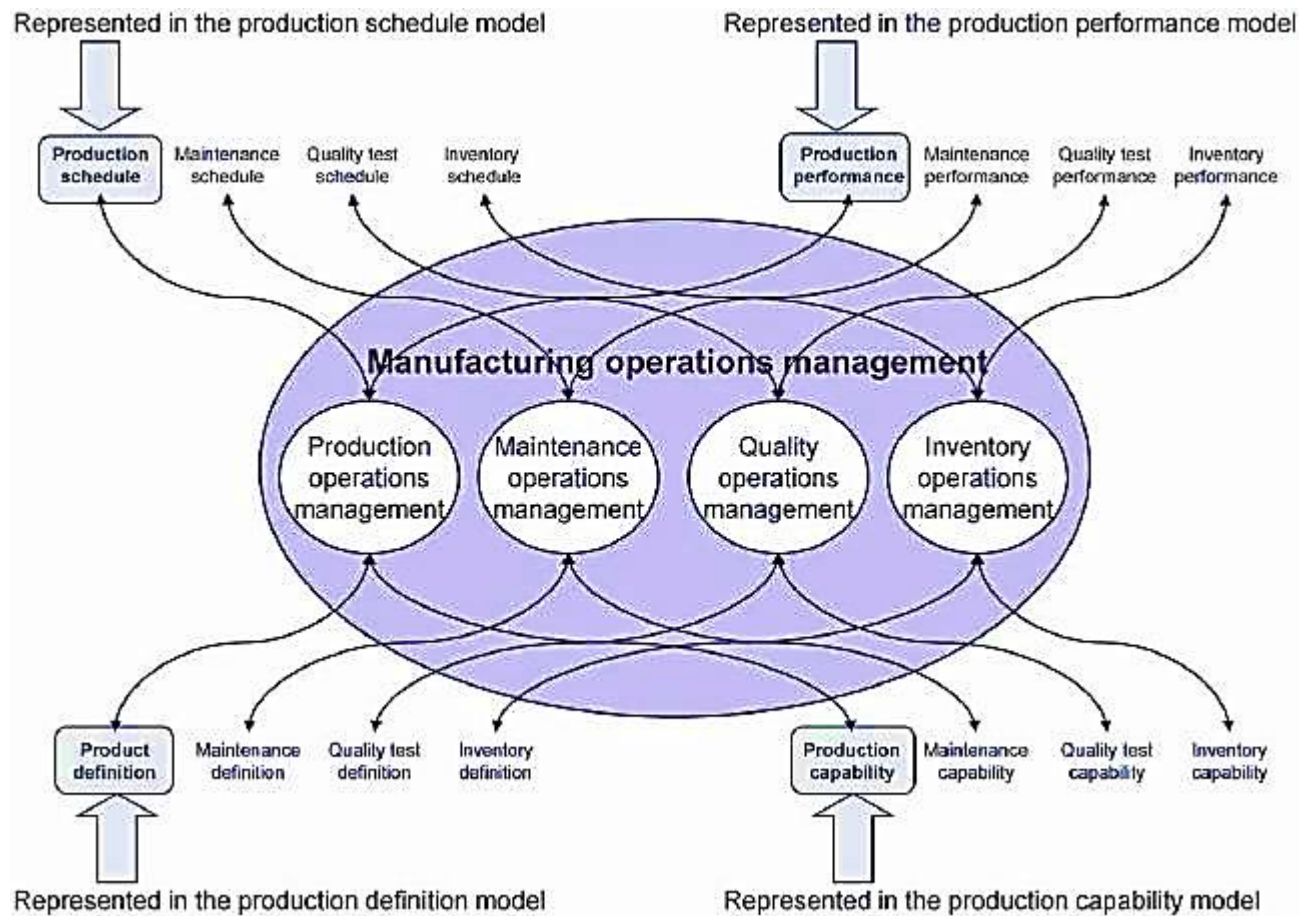 Represented in the production schedule model
Represented in the production performance model
Production
schedule
Maintenance
schedule
Quality test
schedule
Inventory
schedule
Production
performance
Maintenance
performance
Quality test
performance
Inventory
performance
Manufacturing operations management
Production
operations
management
Maintenance
operations
management
Quality
operations
management
Inventory
operations
management
Product
definition
Maintenance
definition
Quality test
definition
Inventory
definition
Production
capability
Maintenance
capability
Quality test
capability
Inventory
capability
Represented in the production definition model
Represented in the production capability model